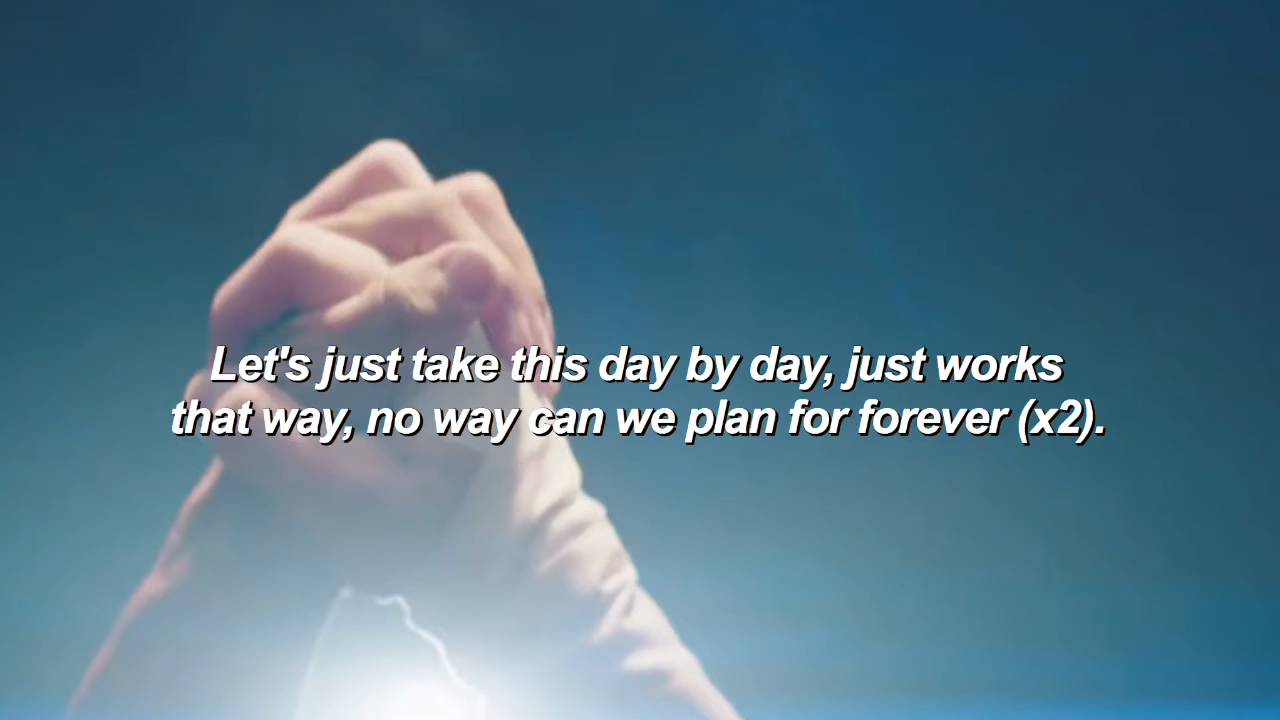 Let's just take this day by day, just works
that way, no way can we plan for forever (x2).